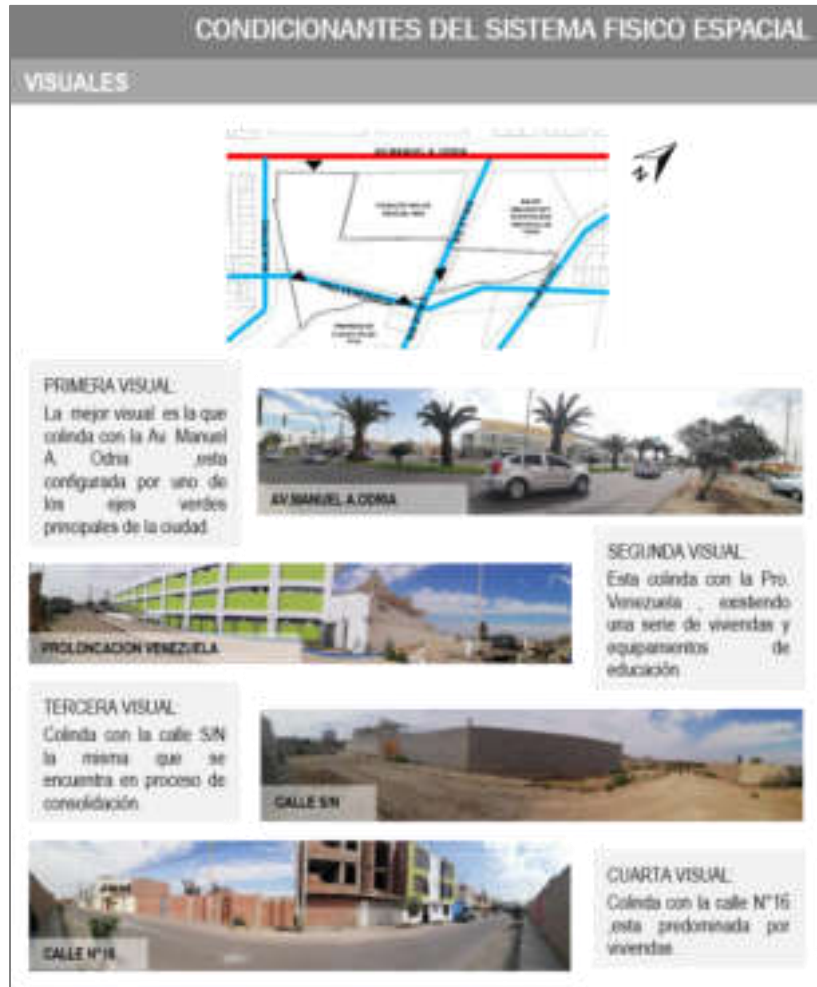 CONDICIONANTES DEL SISTEMA FISICO ESPACIAL
VISUALES
AV.MANUEL A. ODRIA
PRIMERA VISUAL:
La mejor visual es la que
colinda con la Av. Manuel
A. Odria ,esta
configurada por uno de
los ejes verdes
principales de la ciudad
AV.MANUEL A.ODRIA
SEGUNDA VISUAL:
Esta colinda con la Pro.
Venezuela , existiendo
una serie de viviendas y
equipamientos de
educación
PROLONCACION VENEZUELA
TERCERA VISUAL:
Colinda con la calle S/N
la misma que se
encuentra en proceso de
consolidación
CALLE S/N
CUARTA VISUAL:
Colinda con la calle N°16
,esta predominada por
viviendas
CALLE N°16